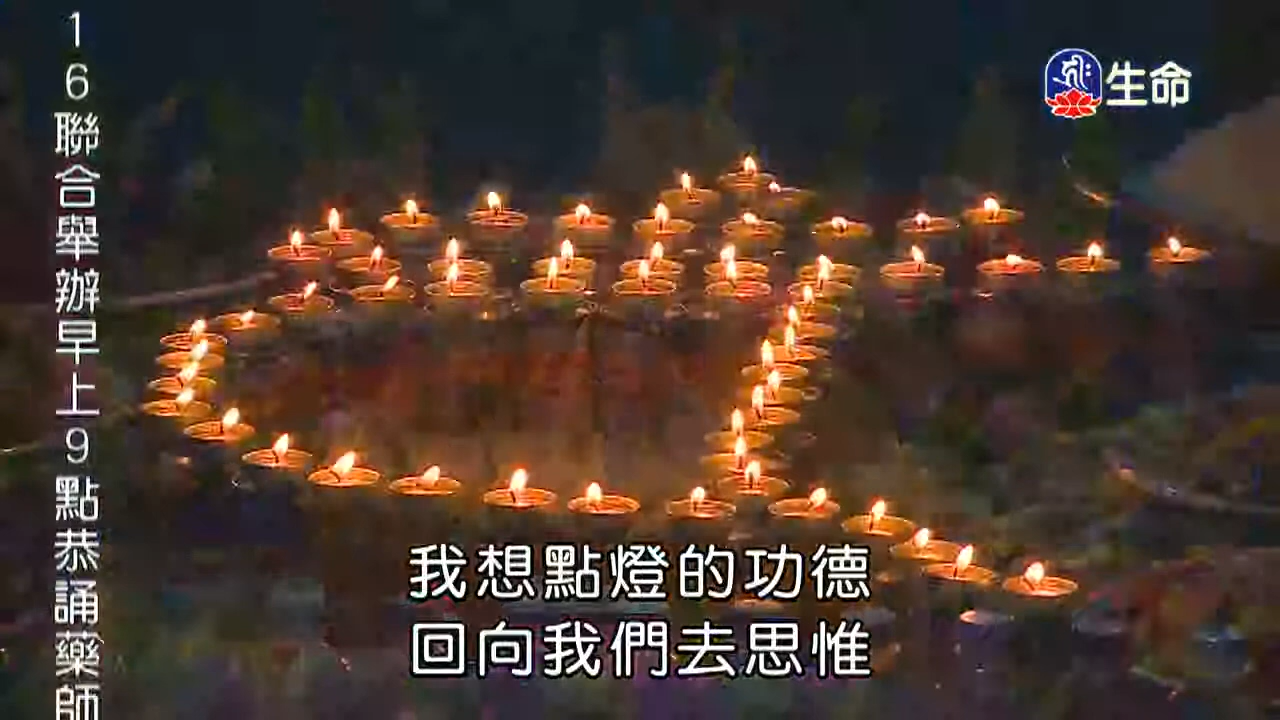 16聯合舉辦早上9點恭誦藥師
生命
我想點燈的功德
回向我們去思惟